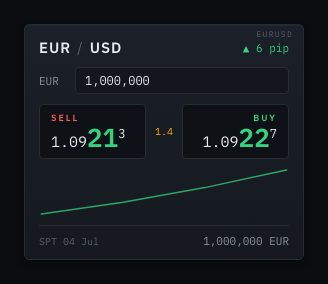 EURUSD
EUR / USD
▲ 6 pip
EUR 1,000,000
SELL
1.09213
1.4
BUY
1.09227
SPT 04 Jul
1,000,000 EUR